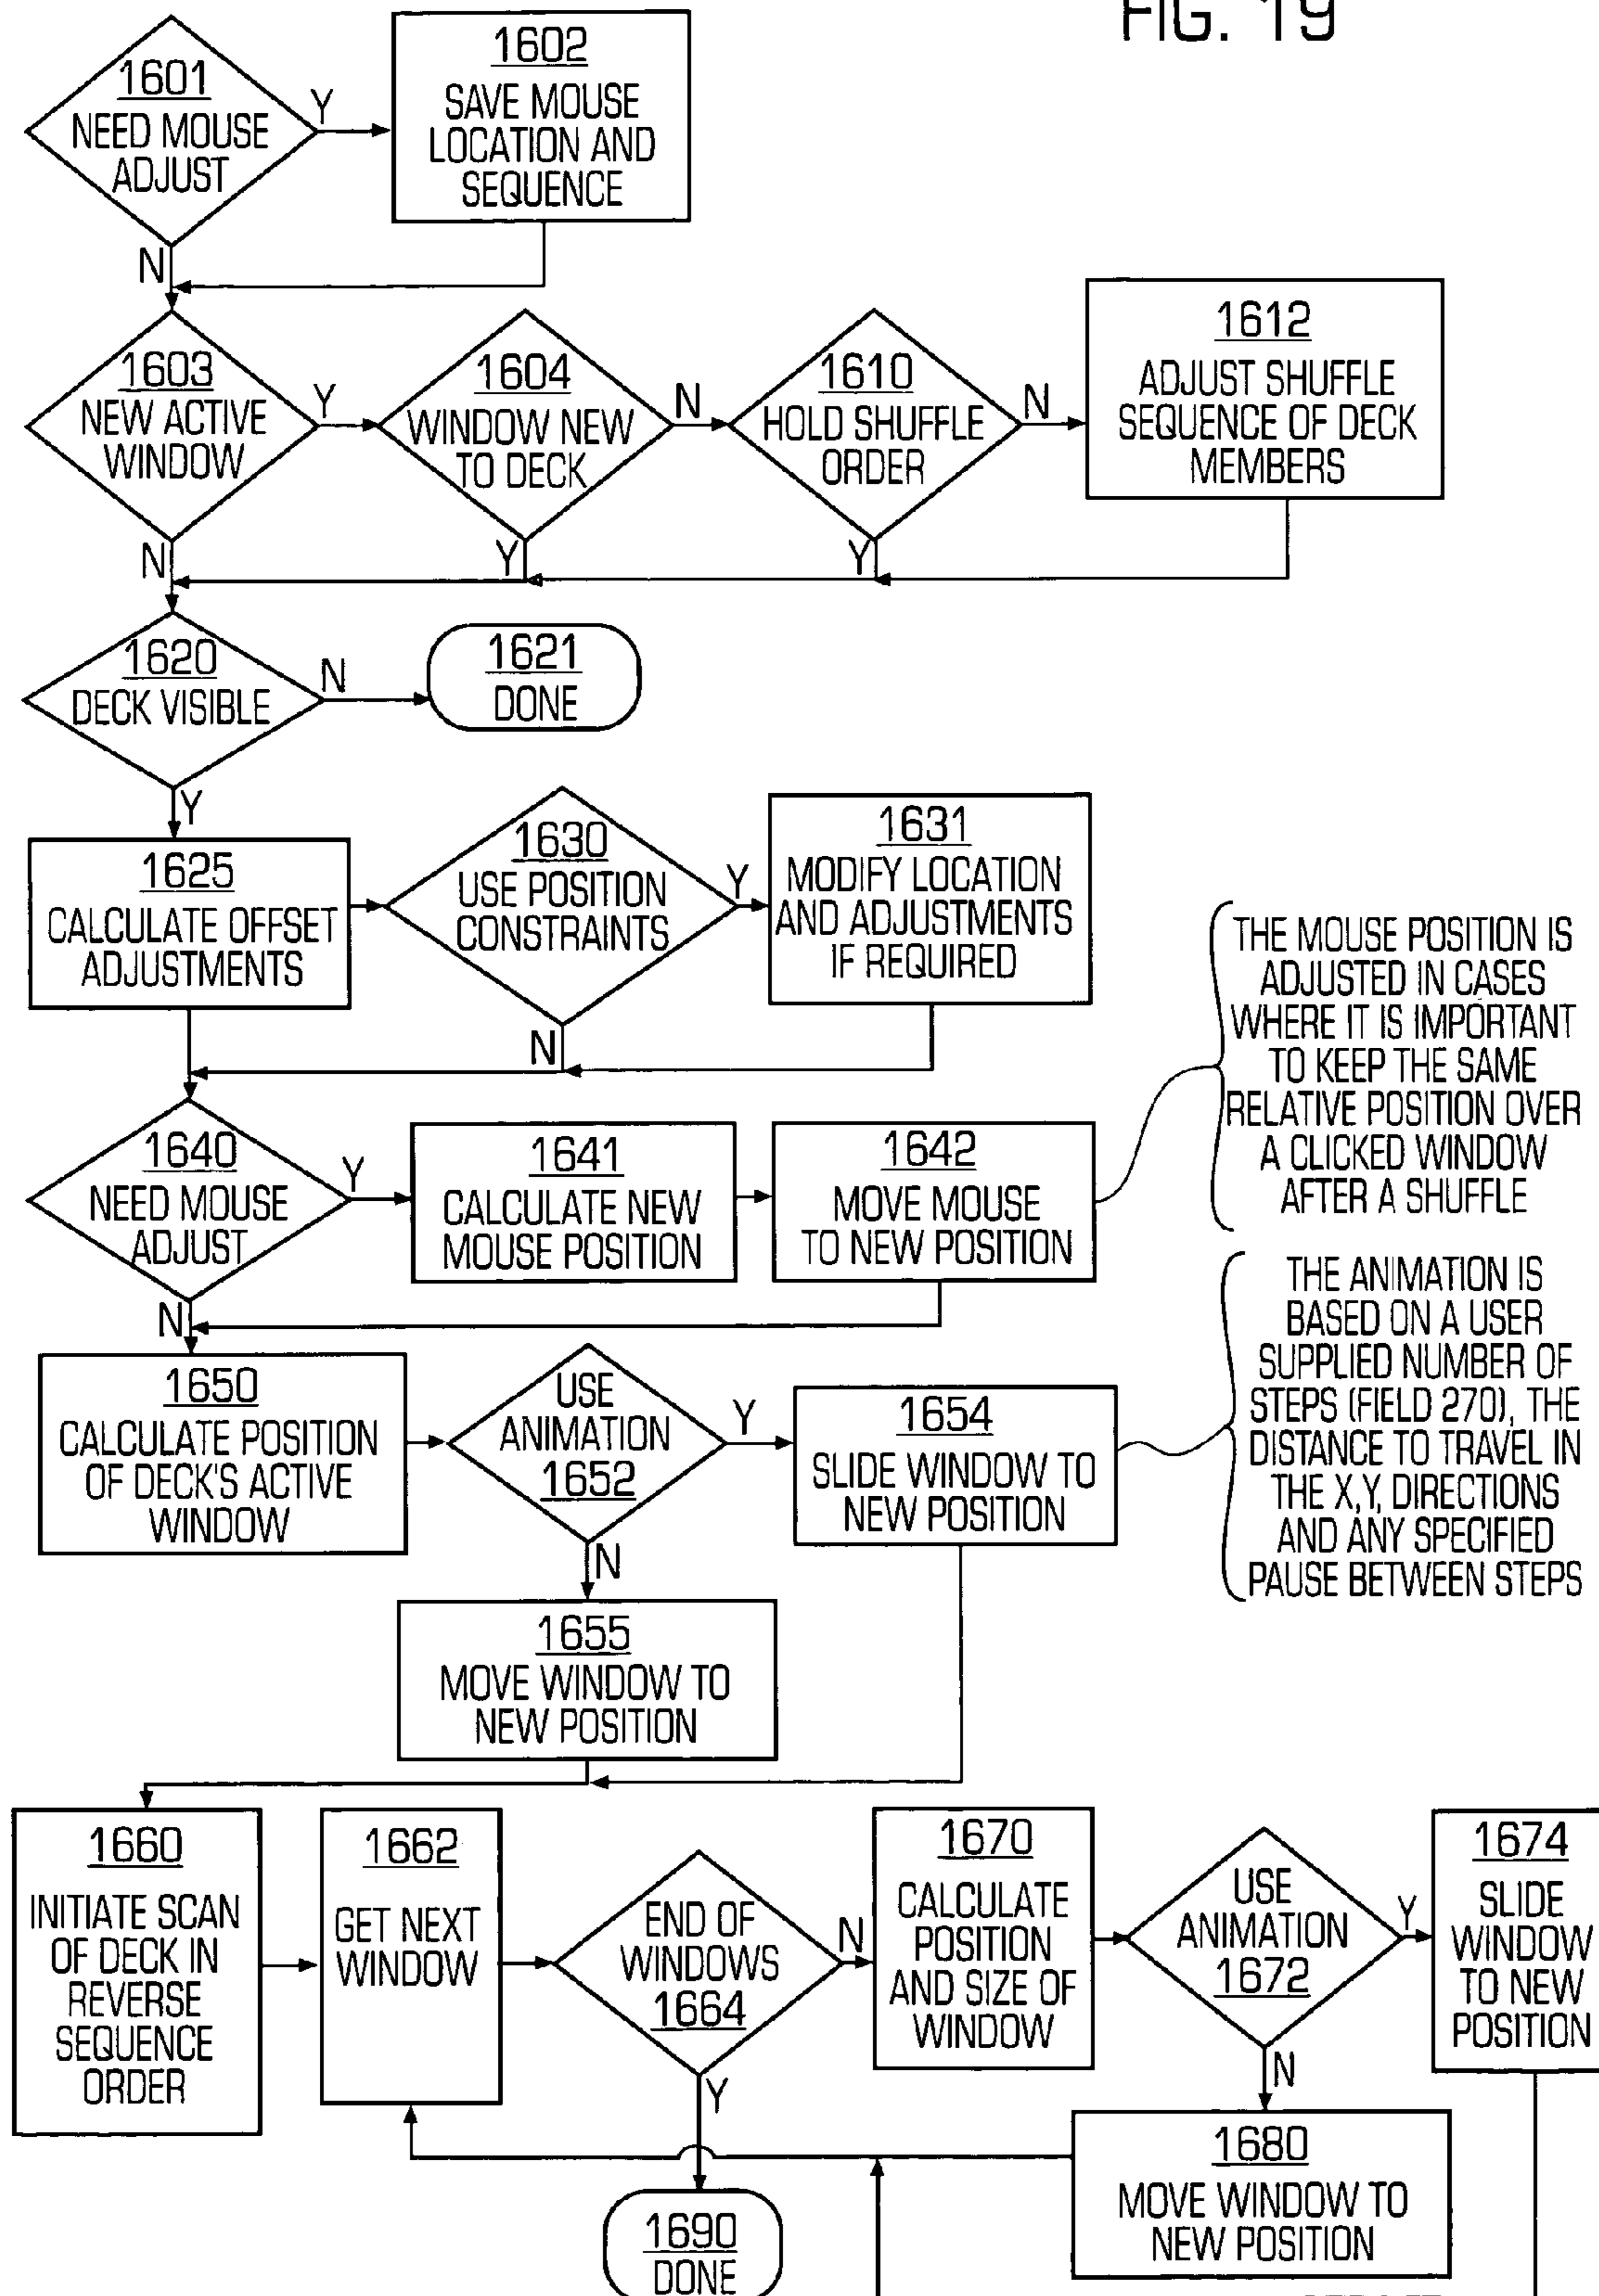 FIG. 19
1601
NEED MOUSE
ADJUST
Y
N
1602
SAVE MOUSE
LOCATION AND
SEQUENCE
1603
NEW ACTIVE
WINDOW
Y
N
1604
WINDOW NEW
TO DECK
N
Y
1610
HOLD SHUFFLE
ORDER
N
Y
1612
ADJUST SHUFFLE
SEQUENCE OF DECK
MEMBERS
1620
DECK VISIBLE
N
Y
1621
DONE
1625
CALCULATE OFFSET
ADJUSTMENTS
1630
USE POSITION
CONSTRAINTS
Y
N
1631
MODIFY LOCATION
AND ADJUSTMENTS
IF REQUIRED
THE MOUSE POSITION IS
ADJUSTED IN CASES
WHERE IT IS IMPORTANT
TO KEEP THE SAME
RELATIVE POSITION OVER
A CLICKED WINDOW
AFTER A SHUFFLE
1640
NEED MOUSE
ADJUST
Y
N
1641
CALCULATE NEW
MOUSE POSITION
1642
MOVE MOUSE
TO NEW POSITION
1650
CALCULATE POSITION
OF DECK'S ACTIVE
WINDOW
USE
ANIMATION
1652
Y
N
1654
SLIDE WINDOW TO
NEW POSITION
THE ANIMATION IS
BASED ON A USER
SUPPLIED NUMBER OF
STEPS (FIELD 270), THE
DISTANCE TO TRAVEL IN
THE X,Y, DIRECTIONS
AND ANY SPECIFIED
PAUSE BETWEEN STEPS
1655
MOVE WINDOW TO
NEW POSITION
1660
INITIATE SCAN
OF DECK IN
REVERSE
SEQUENCE
ORDER
1662
GET NEXT
WINDOW
END OF
WINDOWS
1664
N
Y
1670
CALCULATE
POSITION
AND SIZE OF
WINDOW
USE
ANIMATION
1672
Y
N
1674
SLIDE
WINDOW
TO NEW
POSITION
1680
MOVE WINDOW TO
NEW POSITION
1690
DONE